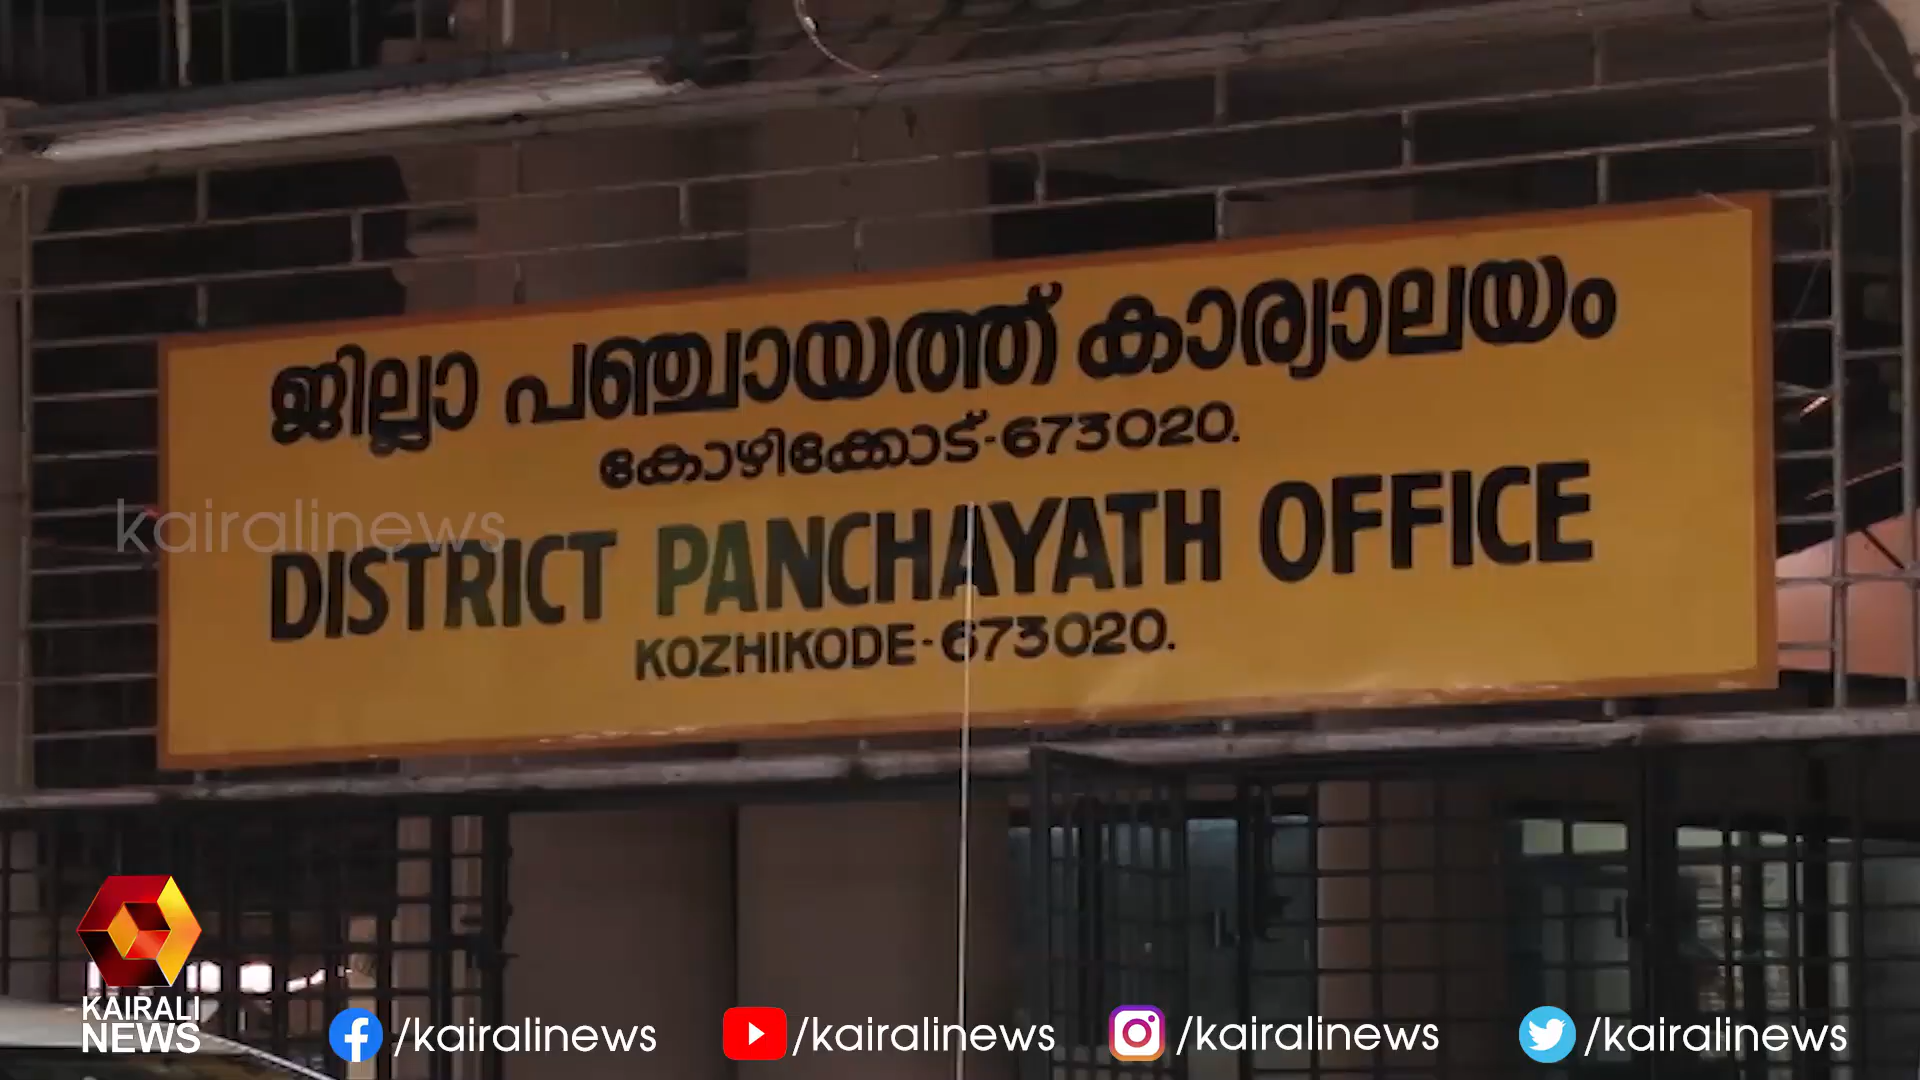 ജില്ലാ പഞ്ചായത്ത് കാര്യാലയം
കോഴിക്കോട്-673020.
kairalinews
DISTRICT PANCHAYATH OFFICE
KOZHIKODE-673020.
KAIRALI
NEWS
/kairalinews
/kairalinews
/kairalinews
/kairalinews